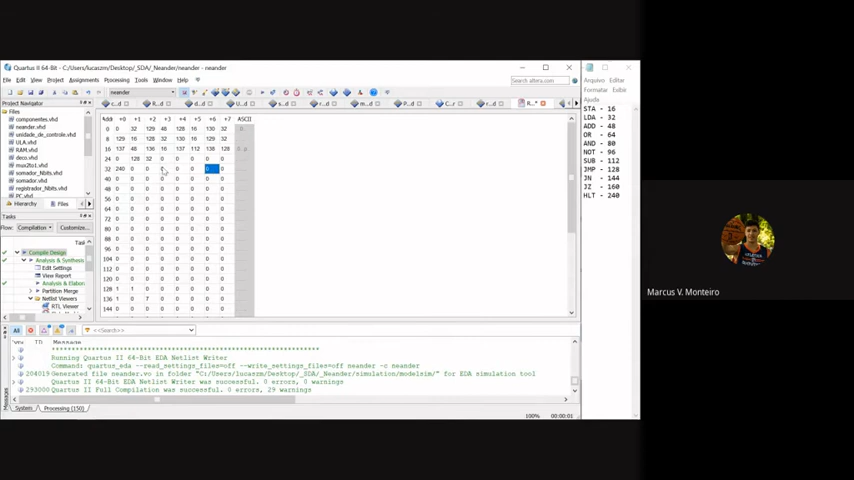 Quartus II 64-Bit - C:/Users/lucaszm/Desktop/_SDA/_Neander/neander - neander
File Edit View Project Assignments Processing Tools Window Help
Search altera.com
neander
Project Navigator
Files
componentes.vhd
neander.vhd
unidade_de_controle.vhd
ULA.vhd
RAM.vhd
deco.vhd
mux2to1.vhd
somador_Nbits.vhd
somador.vhd
registrador_Nbits.vhd
PC.vhd
Hierarchy Files
Tasks
Flow: Compilation Customize...
Compile Design
Analysis & Synthesis
Edit Settings
View Report
Analysis & Elabor
Partition Merge
Netlist Viewers
RTL Viewer
Addr +0 +1 +2 +3 +4 +5 +6 +7 ASCII
0 0 32 129 48 128 16 130 32
8 129 16 128 32 130 16 129 32
16 137 48 136 16 137 112 138 128
24 0 128 32 0 0 0 0 0
32 240 0 0 0 0 0 0 0
40 0 0 0 0 0 0 0 0
48 0 0 0 0 0 0 0 0
56 0 0 0 0 0 0 0 0
64 0 0 0 0 0 0 0 0
72 0 0 0 0 0 0 0 0
80 0 0 0 0 0 0 0 0
88 0 0 0 0 0 0 0 0
96 0 0 0 0 0 0 0 0
104 0 0 0 0 0 0 0 0
112 0 0 0 0 0 0 0 0
120 0 0 0 0 0 0 0 0
128 1 1 0 0 0 0 0 0
136 1 0 7 0 0 0 0 0
144 0 0 0 0 0 0 0 0
All
<<Search>>
ID Message
Running Quartus II 64-Bit EDA Netlist Writer
Command: quartus_eda --read_settings_files=off --write_settings_files=off neander -c neander
204019 Generated file neander.vo in folder "C:/Users/lucaszm/Desktop/_SDA/_Neander/simulation/modelsim/" for EDA simulation tool
Quartus II 64-Bit EDA Netlist Writer was successful. 0 errors, 0 warnings
293000 Quartus II Full Compilation was successful. 0 errors, 29 warnings
Messages
System Processing (150)
100% 00:00:01
Arquivo Editar
Formatar Exibir
Ajuda
STA - 16
LDA - 32
ADD - 48
OR - 64
AND - 80
NOT - 96
SUB - 112
JMP - 128
JN - 144
JZ - 160
HLT - 240
Marcus V. Monteiro